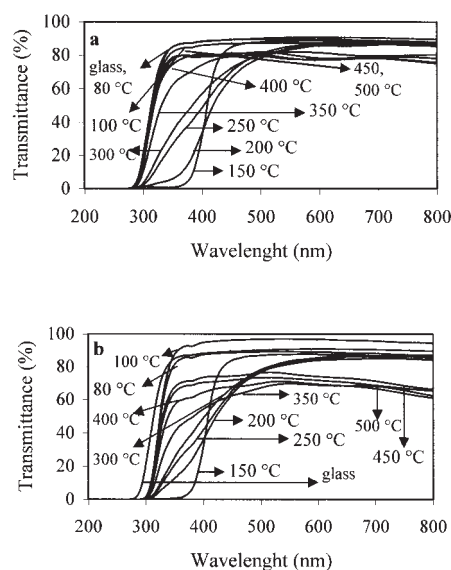 100
a
80
60
40
20
0
Transmittance (%)
glass,
80 °C
100 °C
300 °C
450,
500 °C
400 °C
350 °C
250 °C
200 °C
150 °C
200 300 400 500 600 700 800
Wavelenght (nm)
100
b
80
60
40
20
0
Transmittance (%)
100 °C
80 °C
400 °C
300 °C
350 °C
200 °C
250 °C
150 °C
500 °C
450 °C
glass
200 300 400 500 600 700 800
Wavelenght (nm)